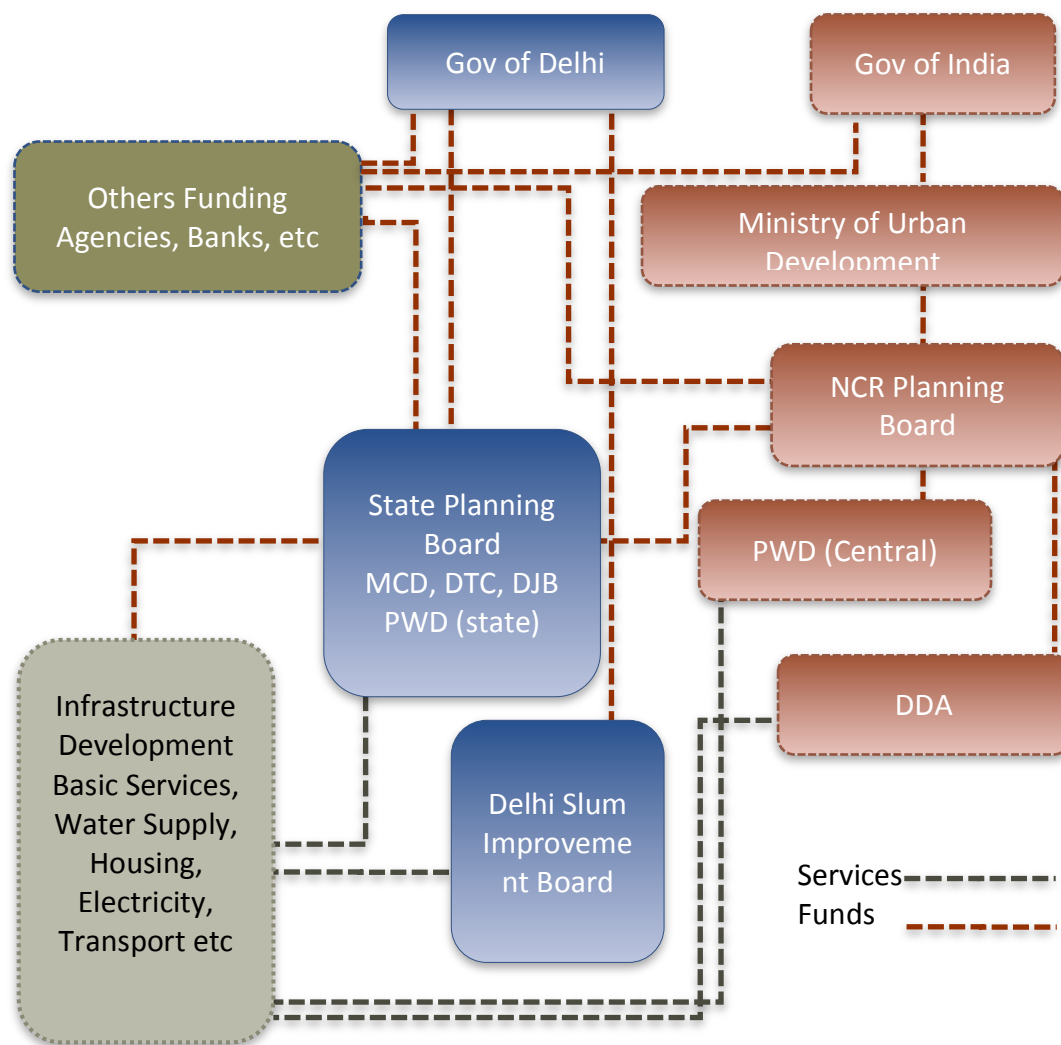 Gov of Delhi
Gov of India
Others Funding
Agencies, Banks, etc
Ministry of Urban
Development
NCR Planning
Board
State Planning
Board
MCD, DTC, DJB
PWD (state)
PWD (Central)
Infrastructure
Development
Basic Services,
Water Supply,
Housing,
Electricity,
Transport etc
DDA
Delhi Slum
Improveme
nt Board
Services
Funds